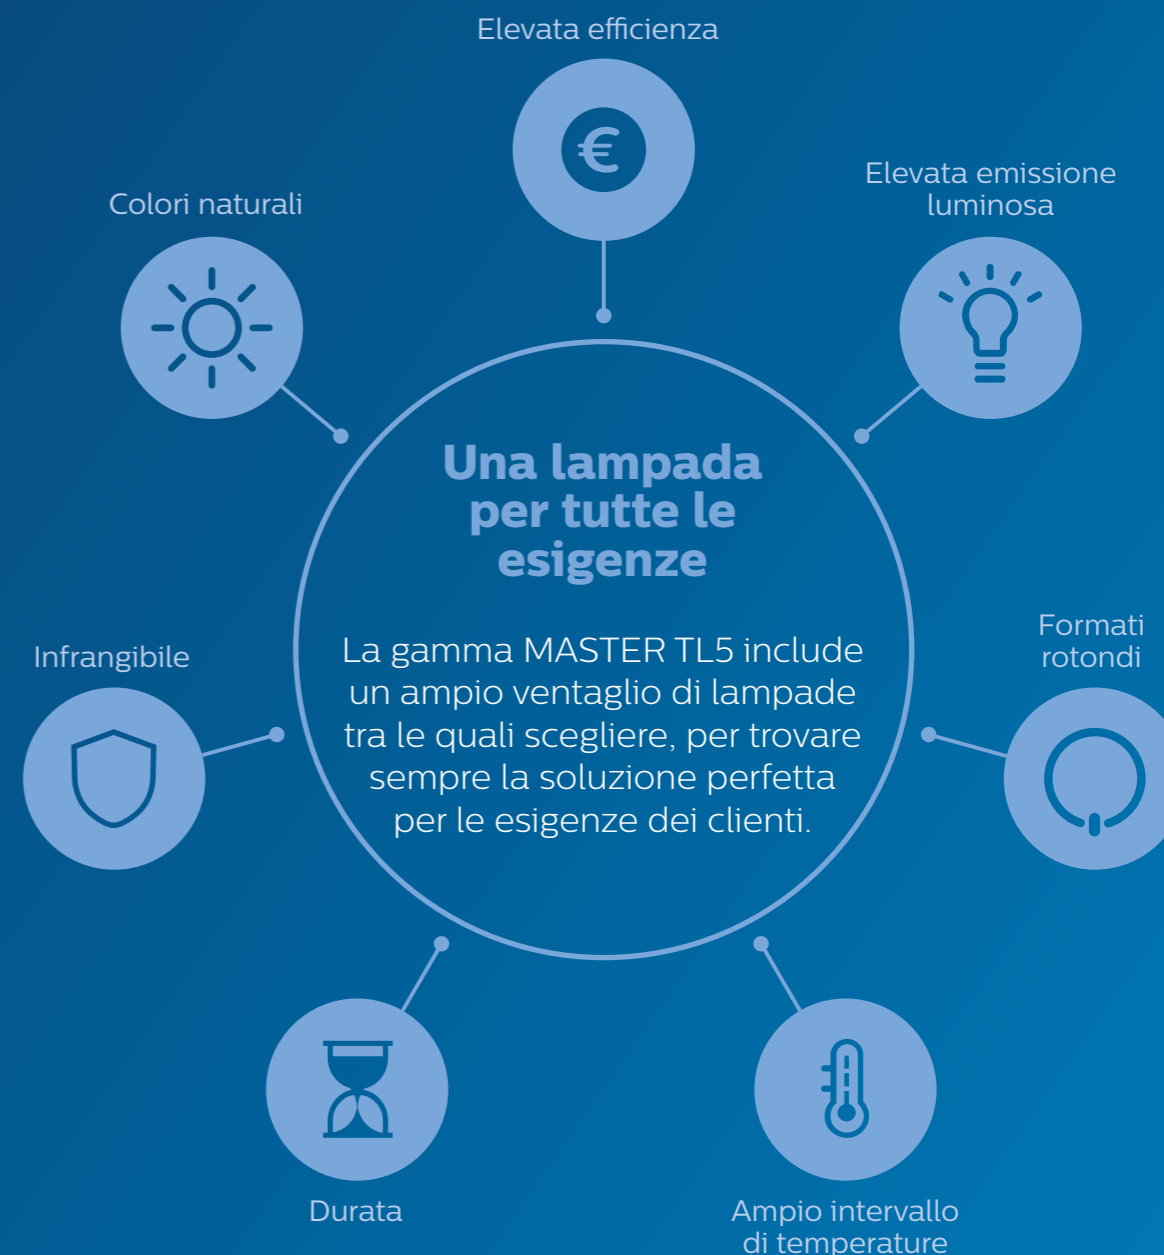 Elevata efficienza
€
Elevata emissione
luminosa
Colori naturali
Una lampada
per tutte le
esigenze
La gamma MASTER TL5 include
un ampio ventaglio di lampade
tra le quali scegliere, per trovare
sempre la soluzione perfetta
per le esigenze dei clienti.
Infrangibile
Formati
rotondi
Durata
Ampio intervallo
di temperature